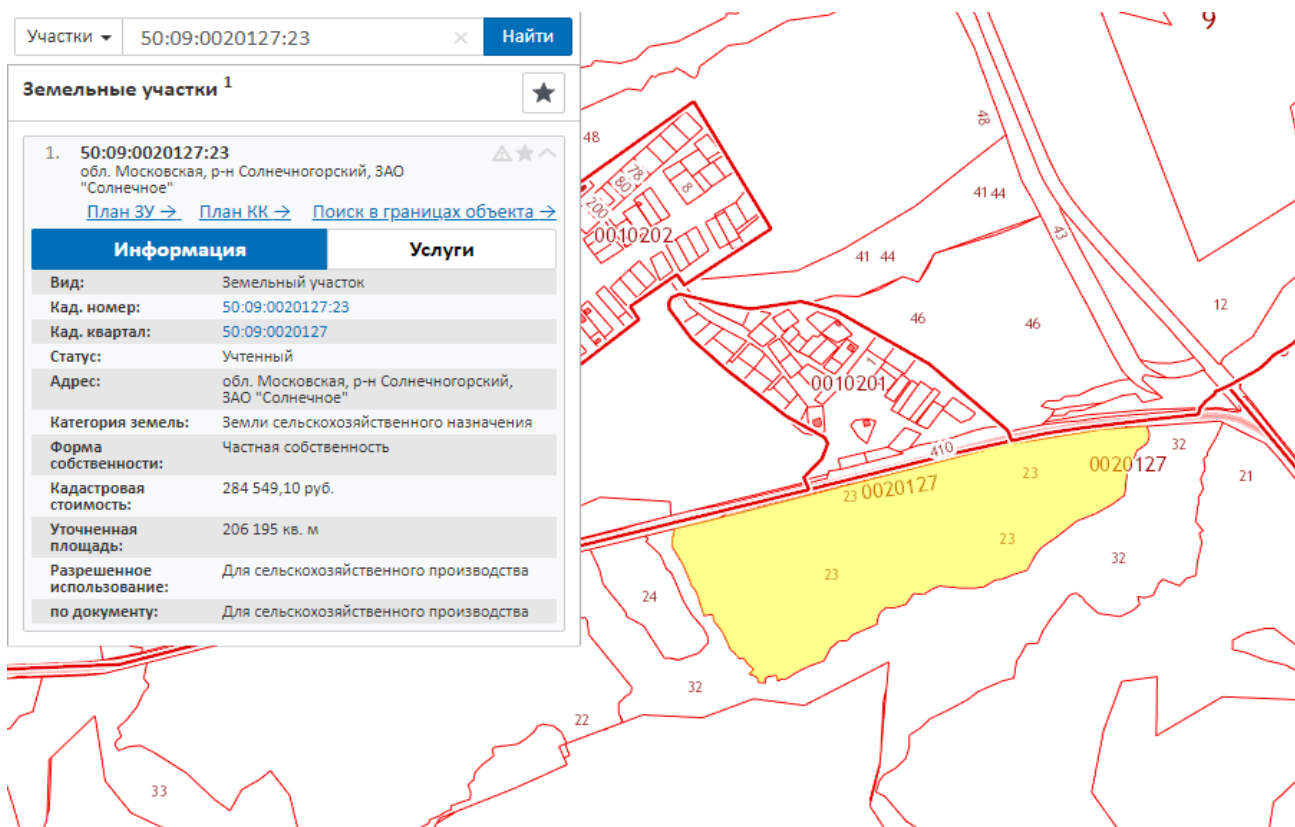 Участки
50:09:0020127:23
×
Найти
Земельные участки 1
1. 50:09:0020127:23
обл. Московская, р-н Солнечногорский, ЗАО
"Солнечное"
План ЗУ → План КК → Поиск в границах объекта →
Информация Услуги
Вид: Земельный участок
Кад. номер: 50:09:0020127:23
Кад. квартал: 50:09:0020127
Статус: Учтенный
Адрес: обл. Московская, р-н Солнечногорский,
ЗАО "Солнечное"
Категория земель: Земли сельскохозяйственного назначения
Форма
собственности: Частная собственность
Кадастровая
стоимость: 284 549,10 руб.
Уточненная
площадь: 206 195 кв. м
Разрешенное
использование: Для сельскохозяйственного производства
по документу: Для сельскохозяйственного производства
9
48
48
78
80
8
200
0010202
41 44
43
41 44
12
46
46
1
0010201
410
32
0020127
23
21
23 0020127
23
32
23
24
32
22
33